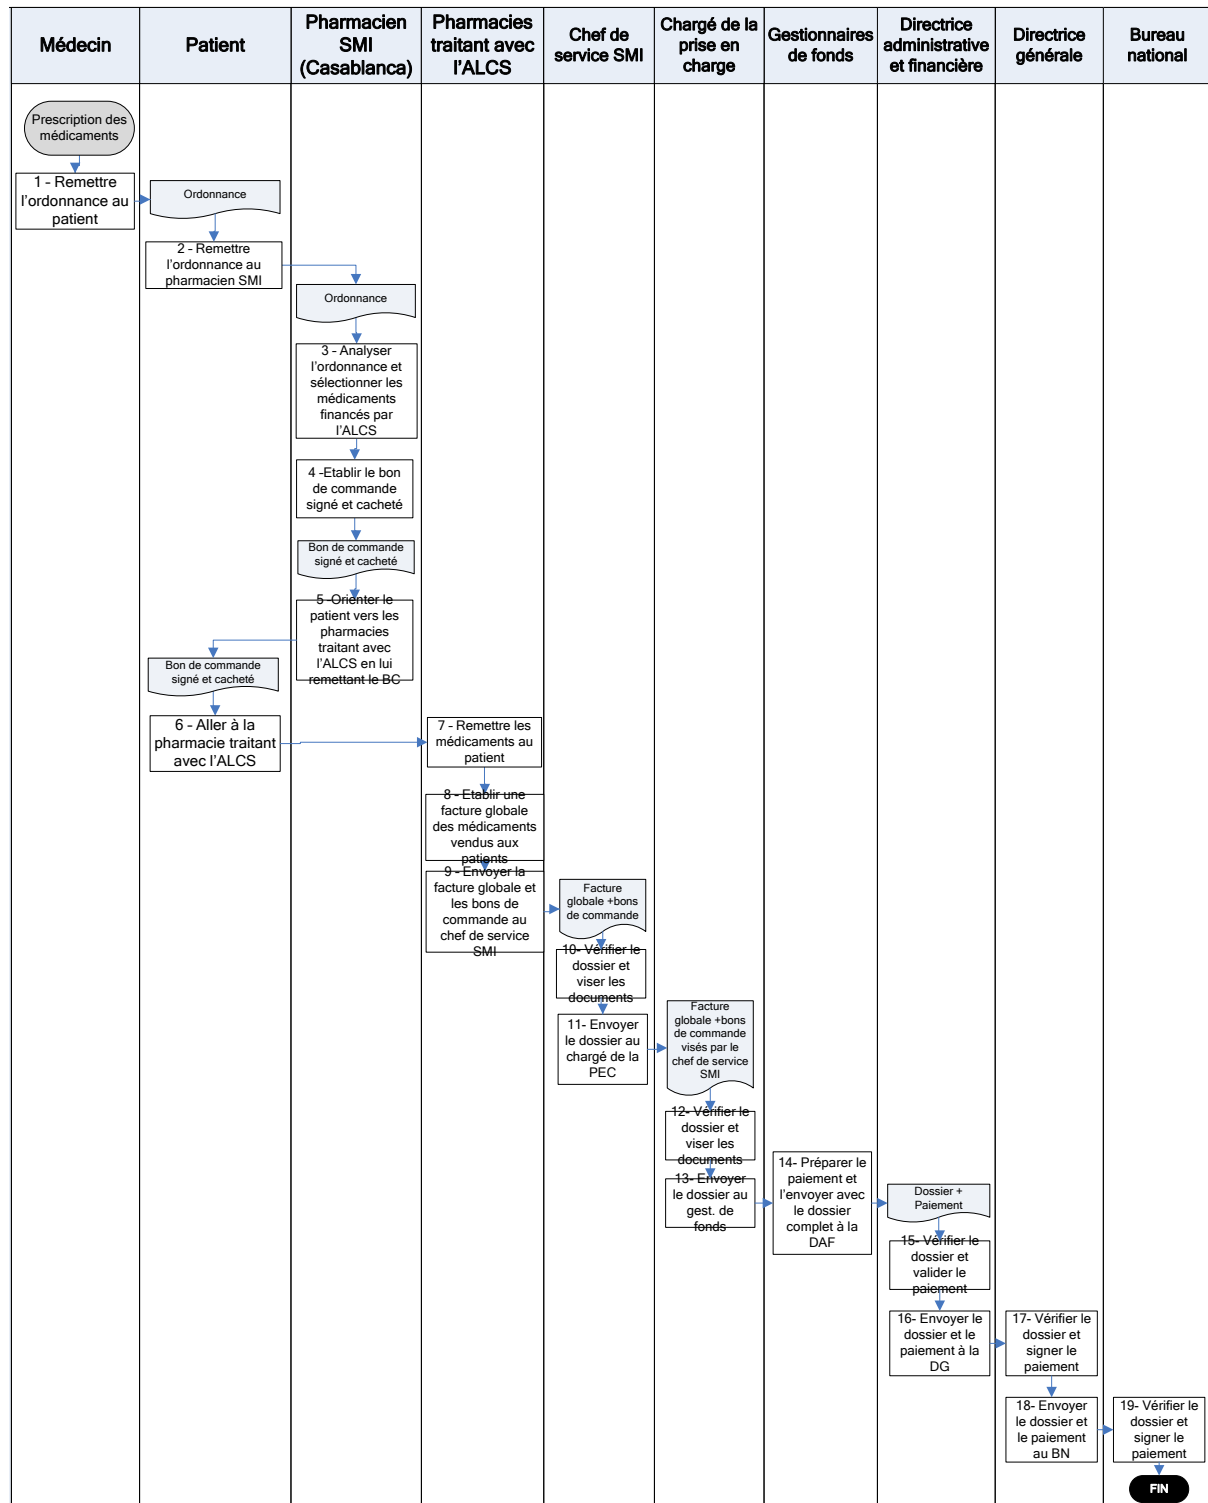 Médecin
Patient
Pharmacien
SMI
(Casablanca)
Pharmacies
traitant avec
l'ALCS
Chef de
service SMI
Chargé de la
prise en
charge
Gestionnaires
de fonds
Directrice
administrative
et financière
Directrice
générale
Bureau
national
Prescription des
médicaments
1 - Remettre
l'ordonnance au
patient
Ordonnance
2 - Remettre
l'ordonnance au
pharmacien SMI
Ordonnance
3 - Analyser
l'ordonnance et
sélectionner les
médicaments
financés par
l'ALCS
4 -Etablir le bon
de commande
signé et cacheté
Bon de commande
signé et cacheté
5 -Orienter le
patient vers les
pharmacies
traitant avec
l'ALCS en lui
remettant le BC
Bon de commande
signé et cacheté
6 - Aller à la
pharmacie traitant
avec l'ALCS
7 - Remettre les
médicaments au
patient
8 - Etablir une
facture globale
des médicaments
vendus aux
patients
9 - Envoyer la
facture globale et
les bons de
commande au
chef de service
SMI
Facture
globale +bons
de commande
10- Vérifier le
dossier et
viser les
documents
11- Envoyer
le dossier au
chargé de la
PEC
Facture
globale +bons
de commande
visés par le
chef de service
SMI
12- Vérifier le
dossier et
viser les
documents
13- Envoyer
le dossier au
gest. de
fonds
14- Préparer le
paiement et
l'envoyer avec
le dossier
complet à la
DAF
Dossier +
Paiement
15- Vérifier le
dossier et
valider le
paiement
16- Envoyer le
dossier et le
paiement à la
DG
17- Vérifier le
dossier et
signer le
paiement
18- Envoyer
le dossier et
le paiement
au BN
19- Vérifier le
dossier et
signer le
paiement
FIN